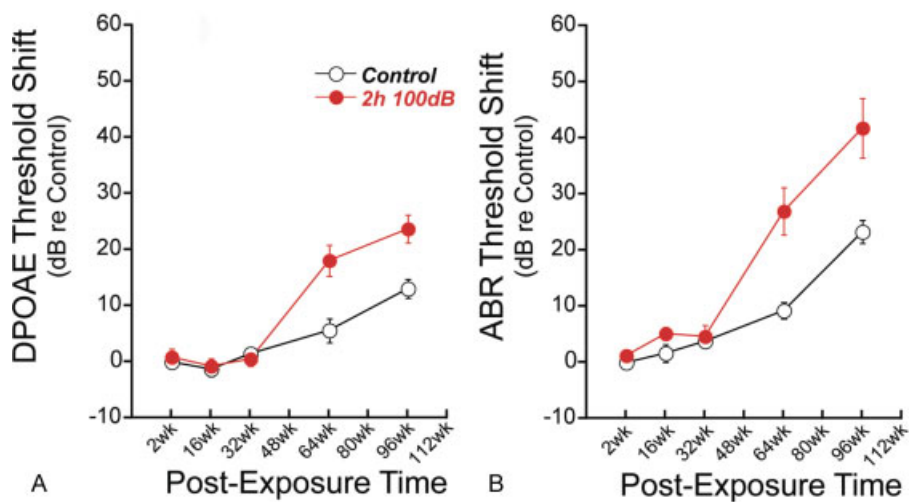 60
50
40
30
20
10
0
-10
DPOAE Threshold Shift
(dB re Control)
Control
2h 100dB
2wk
16wk
32wk
48wk
64wk
80wk
96wk
112wk
A
Post-Exposure Time
60
50
40
30
20
10
0
-10
ABR Threshold Shift
(dB re Control)
2wk
16wk
32wk
48wk
64wk
80wk
96wk
112wk
B
Post-Exposure Time